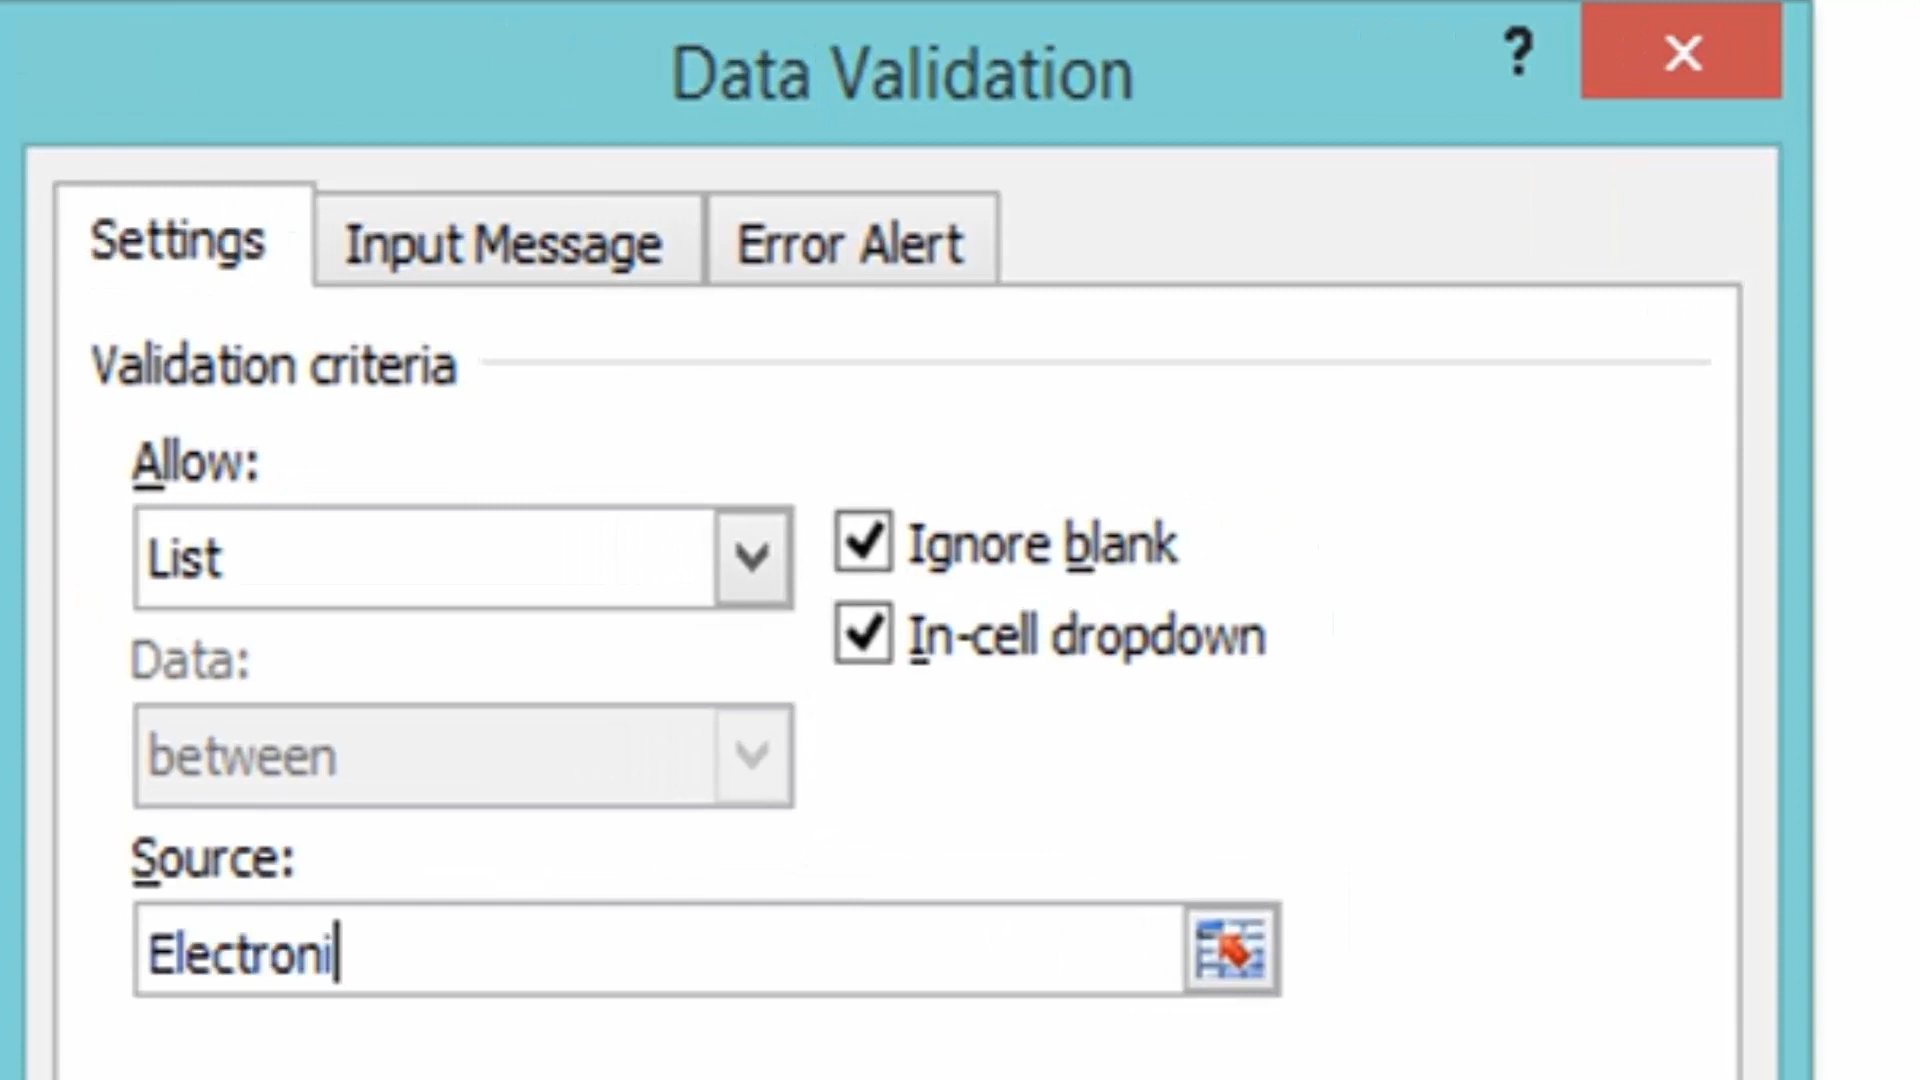 Data Validation ?
Settings Input Message Error Alert
Validation criteria
Allow:
List
Ignore blank
In-cell dropdown
Data:
between
Source:
Electroni